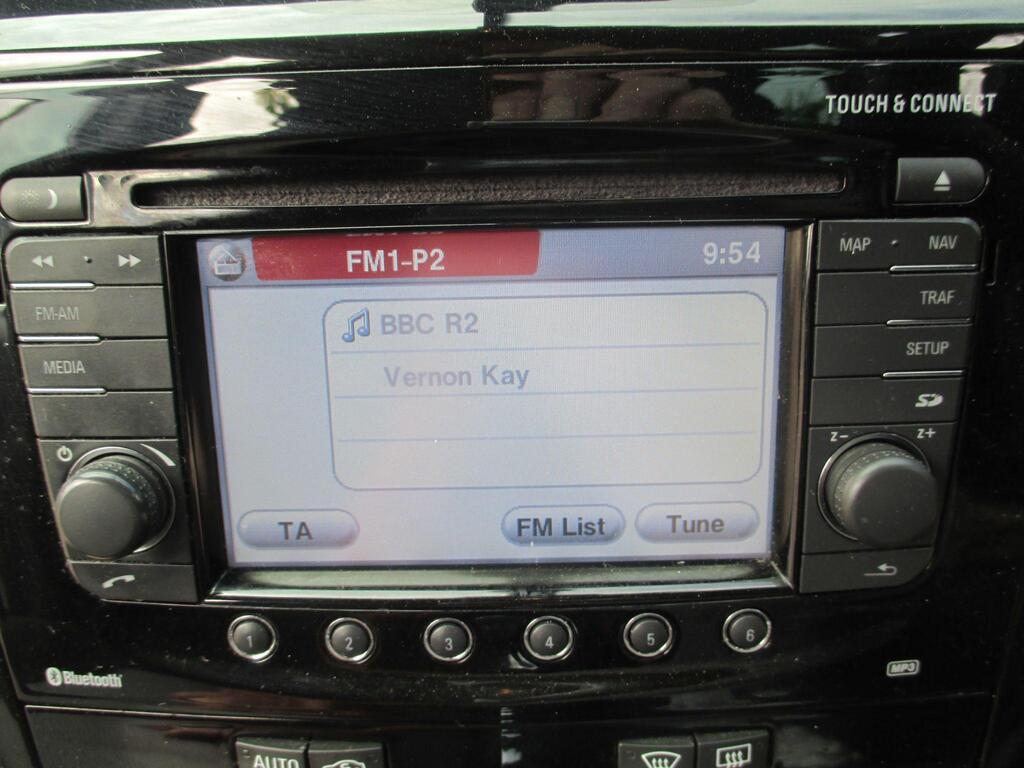 TOUCH & CONNECT
FM1-P2
9:54
MAP
NAV
FM-AM
BBC R2
TRAF
MEDIA
Vernon Kay
SETUP
z-
z+
TA
FM List
Tune
1
2
3
4
5
6
Bluetooth
MP3
AUTO